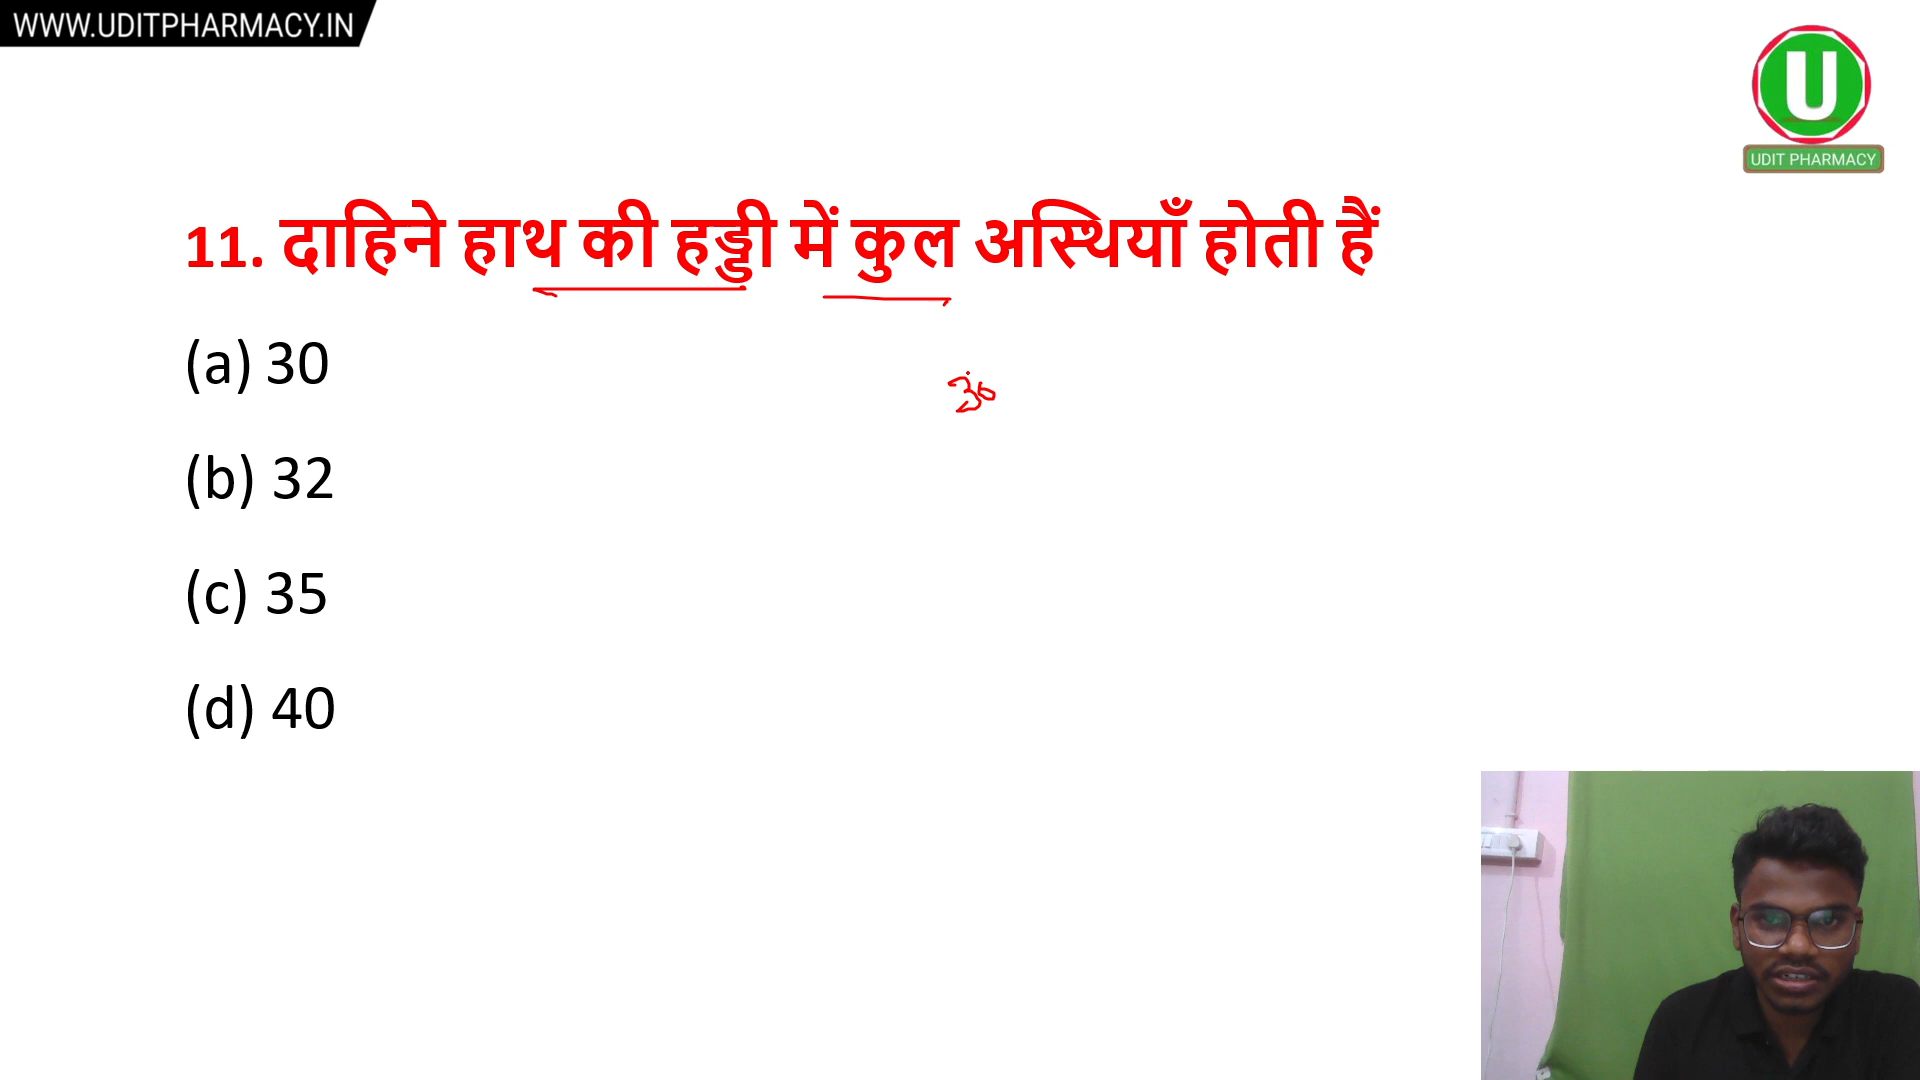 WWW.UDITPHARMACY.IN
U
UDIT PHARMACY
11. दाहिने हाथ की हड्डी में कुल अस्थियाँ होती हैं
(a) 30
30
(b) 32
(c) 35
(d) 40